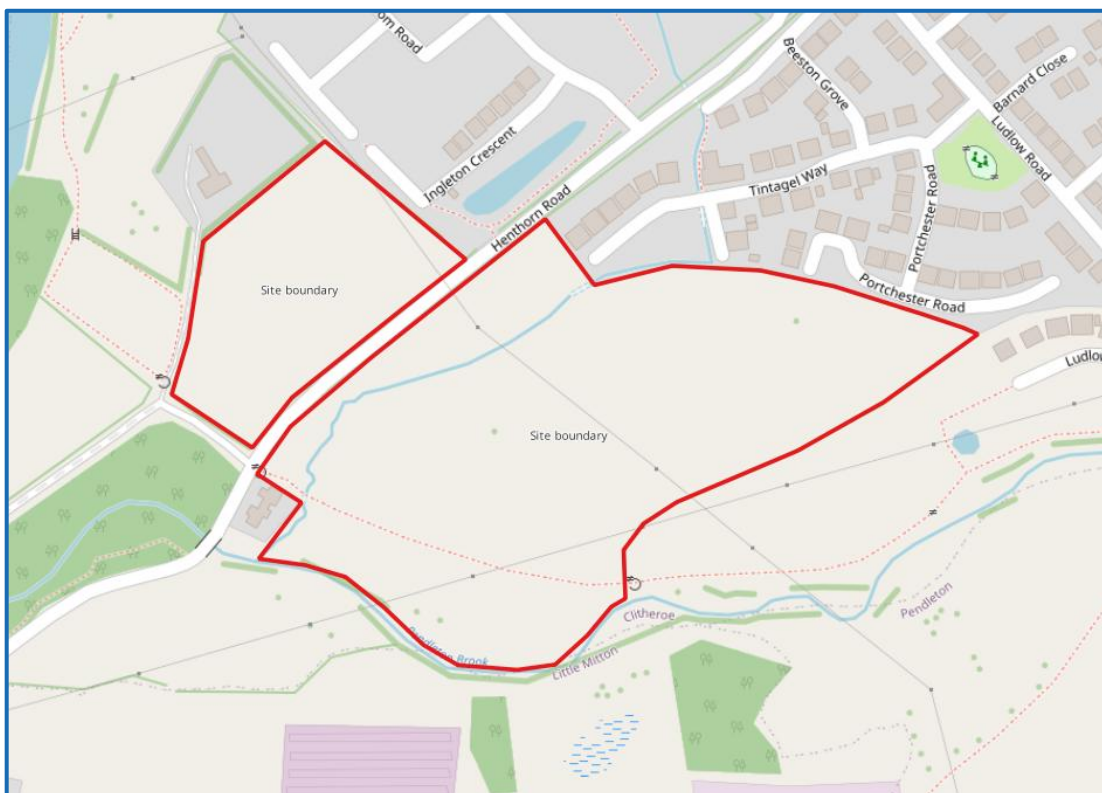 orn Road
Beeston Grove
Barnard Close
Ludlow Road
Ingleton Crescent
Tintagel Way
Henthorn Road
Portchester Road
Portchester Road
Site boundary
Ludlow
Site boundary
Pendleton
Clitheroe
Pendleton Brook
Little Mitton